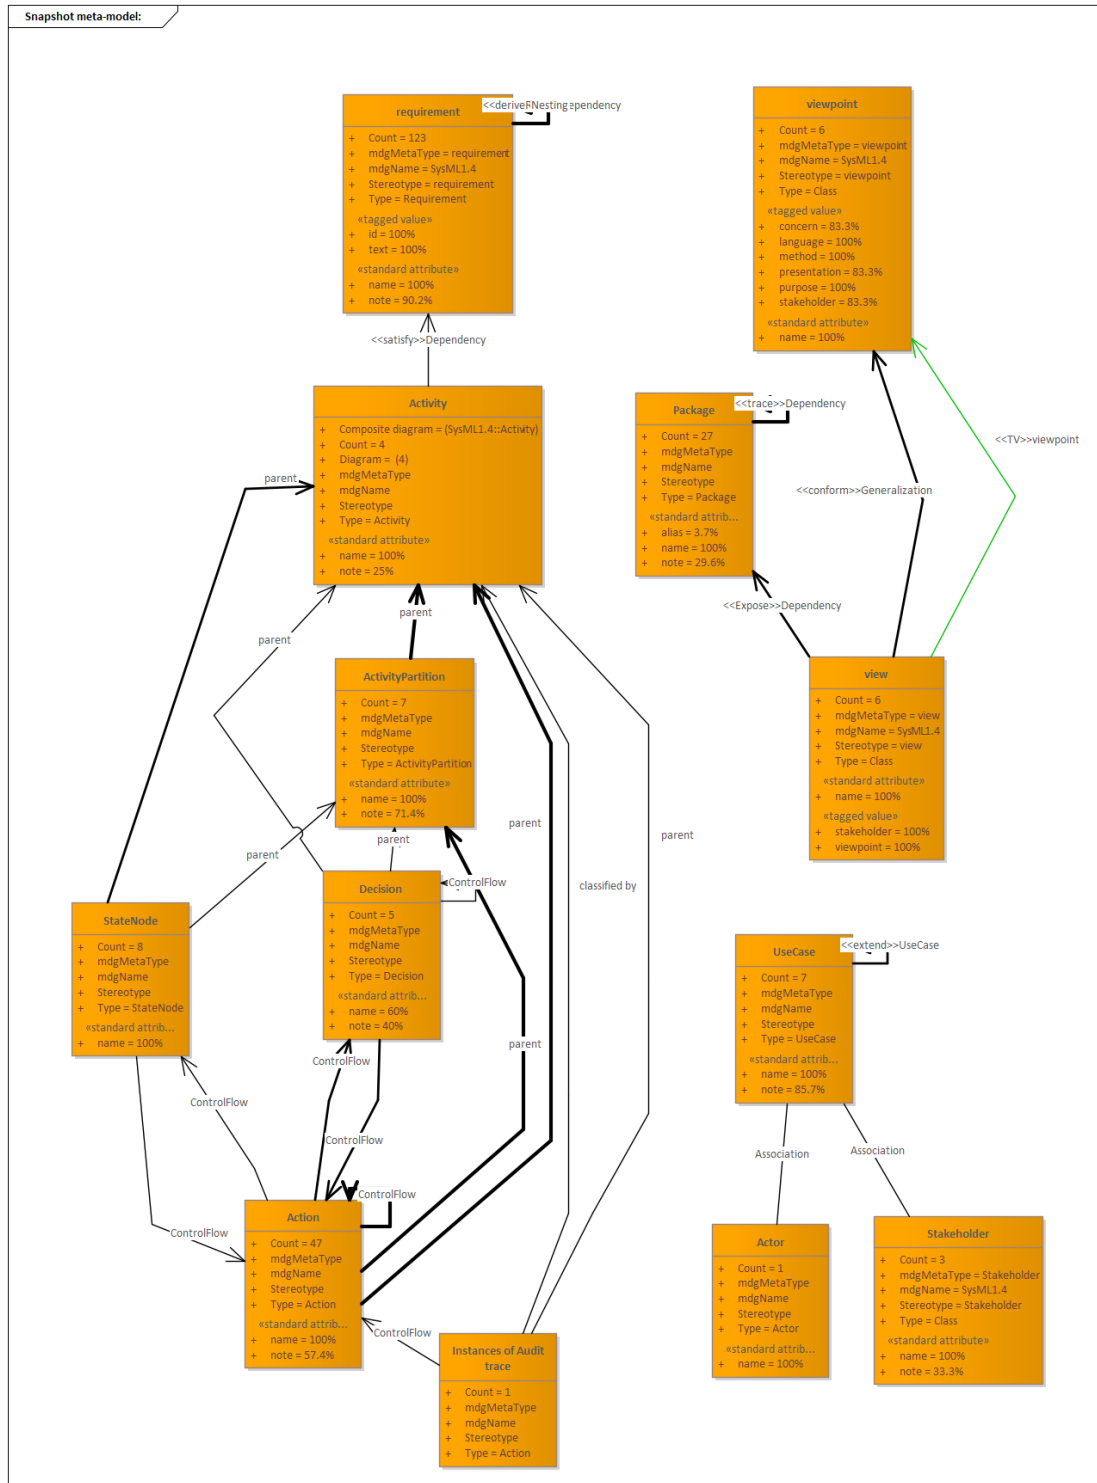 Snapshot meta-model:
requirement
+ Count = 123
+ mdgMetaType = requirement
+ mdgName = SysML1.4
+ Stereotype = requirement
+ Type = Requirement
«tagged value»
+ id = 100%
+ text = 100%
«standard attribute»
+ name = 100%
+ note = 90.2%
Nesting
<<satisfy>>Dependency
Activity
+ Composite diagram = (SysML1.4::Activity)
+ Count = 4
+ Diagram = (4)
+ mdgMetaType
+ mdgName
+ Stereotype
+ Type = Activity
«standard attribute»
+ name = 100%
+ note = 25%
parent
parent
parent
ActivityPartition
+ Count = 7
+ mdgMetaType
+ mdgName
+ Stereotype
+ Type = ActivityPartition
«standard attribute»
+ name = 100%
+ note = 71.4%
parent
parent
parent
parent
classified by
Decision
+ Count = 5
+ mdgMetaType
+ mdgName
+ Stereotype
+ Type = Decision
«standard attrib...
+ name = 60%
+ note = 40%
ControlFlow
StateNode
+ Count = 8
+ mdgMetaType
+ mdgName
+ Stereotype
+ Type = StateNode
«standard attrib...
+ name = 100%
parent
ControlFlow
ControlFlow
ControlFlow
ControlFlow
ControlFlow
Action
+ Count = 47
+ mdgMetaType
+ mdgName
+ Stereotype
+ Type = Action
«standard attrib...
+ name = 100%
+ note = 57.4%
ControlFlow
Instances of Audit
trace
+ Count = 1
+ mdgMetaType
+ mdgName
+ Stereotype
+ Type = Action
viewpoint
+ Count = 6
+ mdgMetaType = viewpoint
+ mdgName = SysML1.4
+ Stereotype = viewpoint
+ Type = Class
«tagged value»
+ concern = 83.3%
+ language = 100%
+ method = 100%
+ presentation = 83.3%
+ purpose = 100%
+ stakeholder = 83.3%
«standard attribute»
+ name = 100%
Package
+ Count = 27
+ mdgMetaType
+ mdgName
+ Stereotype
+ Type = Package
«standard attrib...
+ alias = 3.7%
+ name = 100%
+ note = 29.6%
<<trace>>Dependency
<<TV>>viewpoint
<<conform>>Generalization
<<Expose>>Dependency
view
+ Count = 6
+ mdgMetaType = view
+ mdgName = SysML1.4
+ Stereotype = view
+ Type = Class
«standard attribute»
+ name = 100%
«tagged value»
+ stakeholder = 100%
+ viewpoint = 100%
UseCase
+ Count = 7
+ mdgMetaType
+ mdgName
+ Stereotype
+ Type = UseCase
«standard attrib...
+ name = 100%
+ note = 85.7%
<<extend>>UseCase
Association
Association
Actor
+ Count = 1
+ mdgMetaType
+ mdgName
+ Stereotype
+ Type = Actor
«standard attrib...
+ name = 100%
Stakeholder
+ Count = 3
+ mdgMetaType = Stakeholder
+ mdgName = SysML1.4
+ Stereotype = Stakeholder
+ Type = Class
«standard attribute»
+ name = 100%
+ note = 33.3%